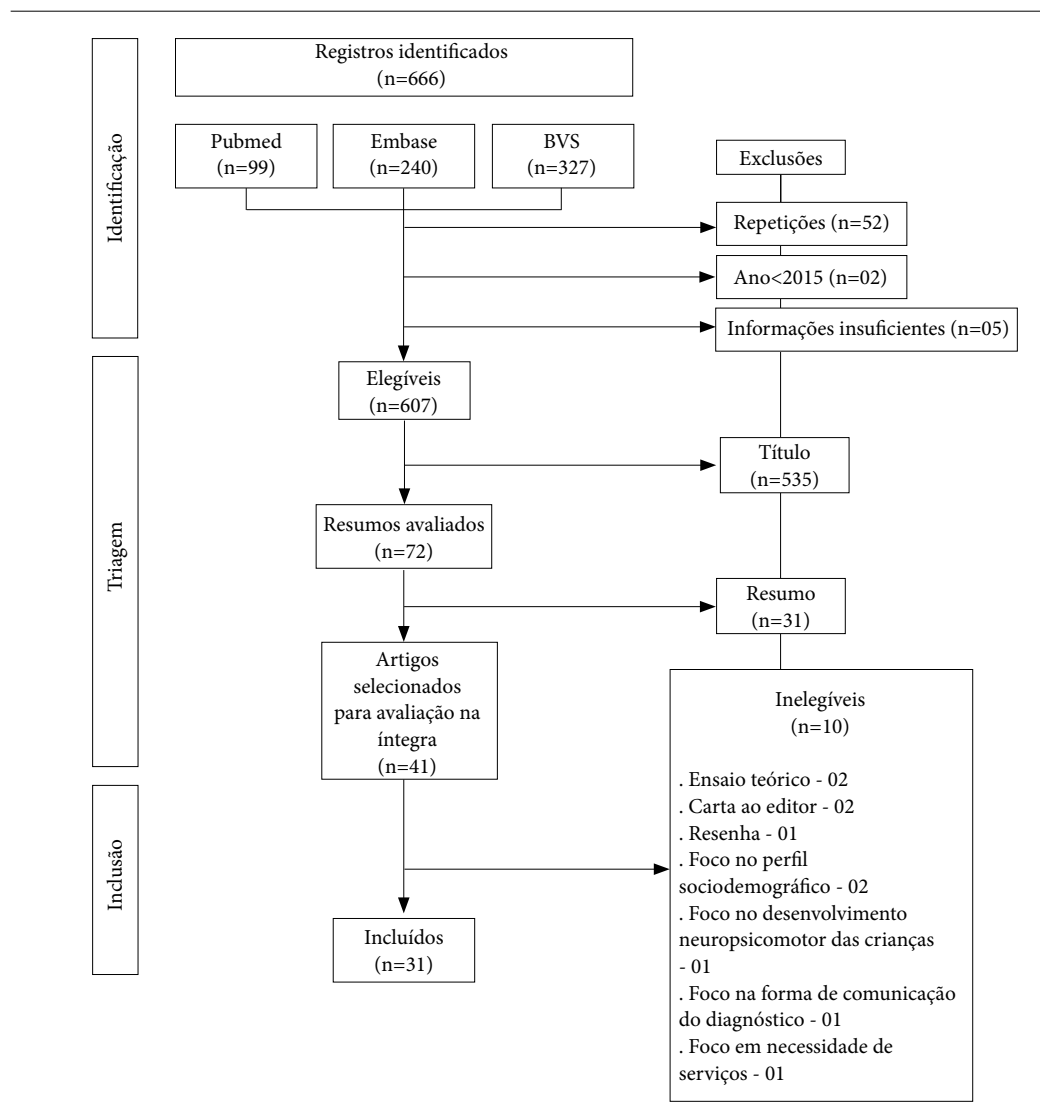 Identificação
Registros identificados
(n=666)
Pubmed
(n=99)
Embase
(n=240)
BVS
(n=327)
Exclusões
Repetições (n=52)
Ano<2015 (n=02)
Informações insuficientes (n=05)
Triagem
Elegíveis
(n=607)
Título
(n=535)
Resumos avaliados
(n=72)
Resumo
(n=31)
Artigos
selecionados
para avaliação na
íntegra
(n=41)
Inelegíveis
(n=10)
. Ensaio teórico - 02
. Carta ao editor - 02
. Resenha - 01
. Foco no perfil
sociodemográfico - 02
. Foco no desenvolvimento
neuropsicomotor das crianças
- 01
. Foco na forma de comunicação
do diagnóstico - 01
. Foco em necessidade de
serviços - 01
Inclusão
Incluídos
(n=31)